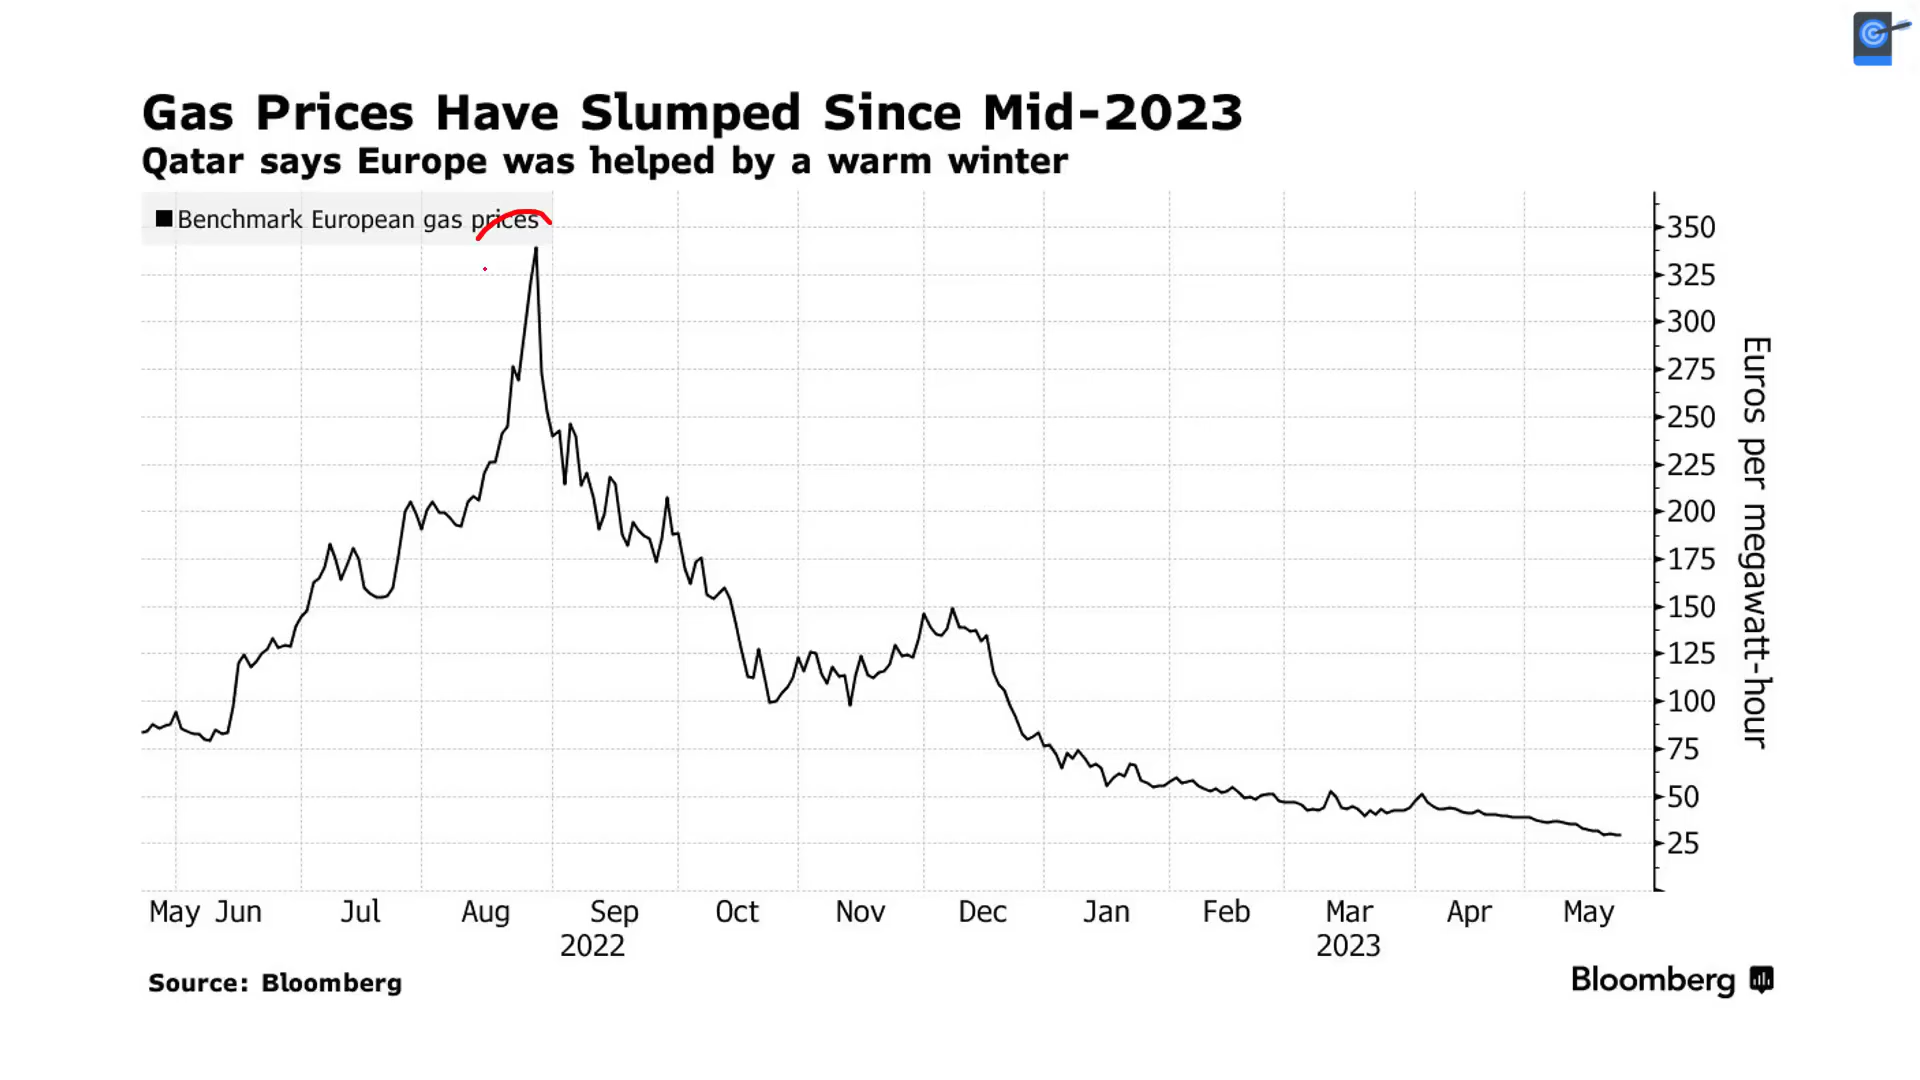 Gas Prices Have Slumped Since Mid-2023
Qatar says Europe was helped by a warm winter
Benchmark European gas prices
350
325
300
275
250
225
200
175
150
125
100
75
50
25
Euros per megawatt-hour
May Jun Jul Aug Sep Oct Nov Dec Jan Feb Mar Apr May
2022 2023
Source: Bloomberg
Bloomberg